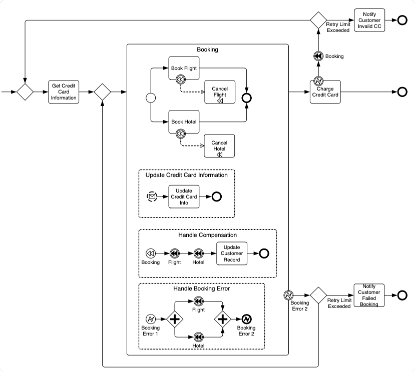 Notify
Customer
Invalid CC
Retry Limit
Exceeded
Booking
Booking
Get Credit
Card
Information
Book Flight
Cancel
Flight
Charge
Credit Card
Book Hotel
Cancel
Hotel
Update Credit Card Information
Update
Credit Card
Info
Handle Compensation
Booking
Flight
Hotel
Update
Customer
Record
Handle Booking Error
Flight
Booking
Error 1
Hotel
Booking
Error 2
Booking
Error 2
Retry Limit
Exceeded
Notify
Customer
Failed
Booking